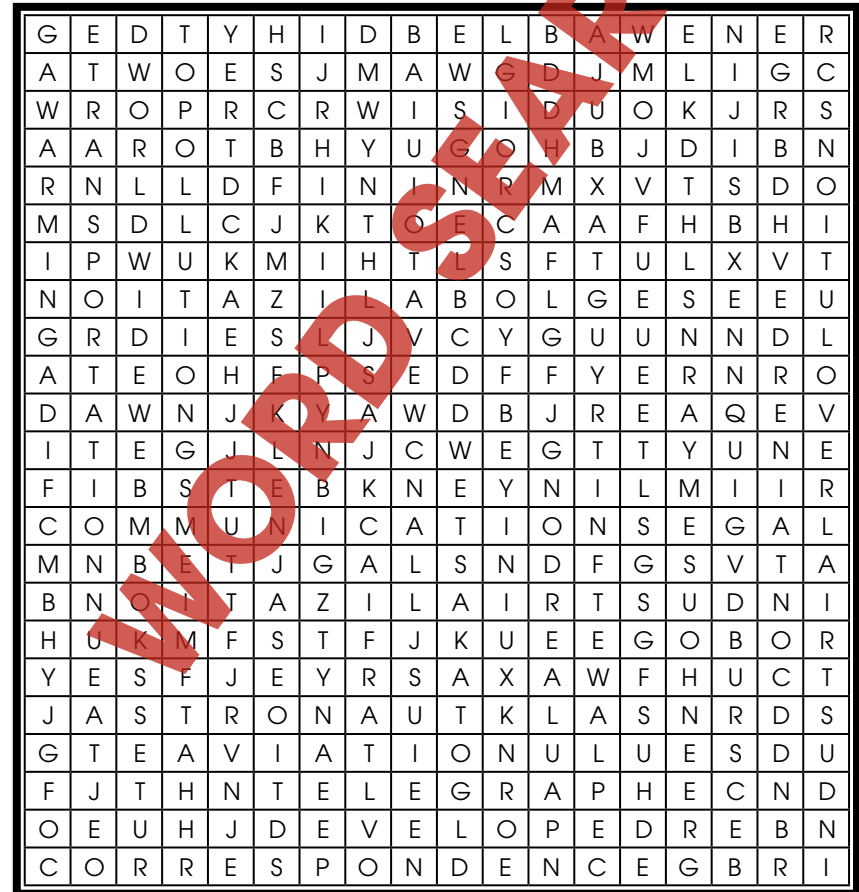 G E D T Y H I D B E L B A W E N E R
A T W O E S J M A W G D J M L I G C
W R O P R C R W I S I D U O K J R S
A A R O T B H Y U G O H B J D I B N
R N L L D F I N I N R M X V T S D O
M S D L C J K T O E C A A F H B H I
I P W U K M I H T L S F T U L X V T
N O I T A Z I L A B O L G E S E E U
G R D I E S L J V C Y G U U N N D L
A T E O H F P S E D F F Y E R N R O
D A W N J K Y A W D B J R E A Q E V
I T E G J L N J C W E G T T Y U N E
F I B S T E B K N E Y N I L M I I R
C O M M U N I C A T I O N S E G A L
M N B E T J G A L S N D F G S V T A
B N O I T A Z I L A I R T S U D N I
H U K M F S T F J K U E E G O B O R
Y E S F J E Y R S A X A W F H U C T
J A S T R O N A U T K L A S N R D S
G T E A V I A T I O N U L U E S D U
F J T H N T E L E G R A P H E C N D
O E U H J D E V E L O P E D R E B N
C O R R E S P O N D E N C E G B R I
WORD SEAR